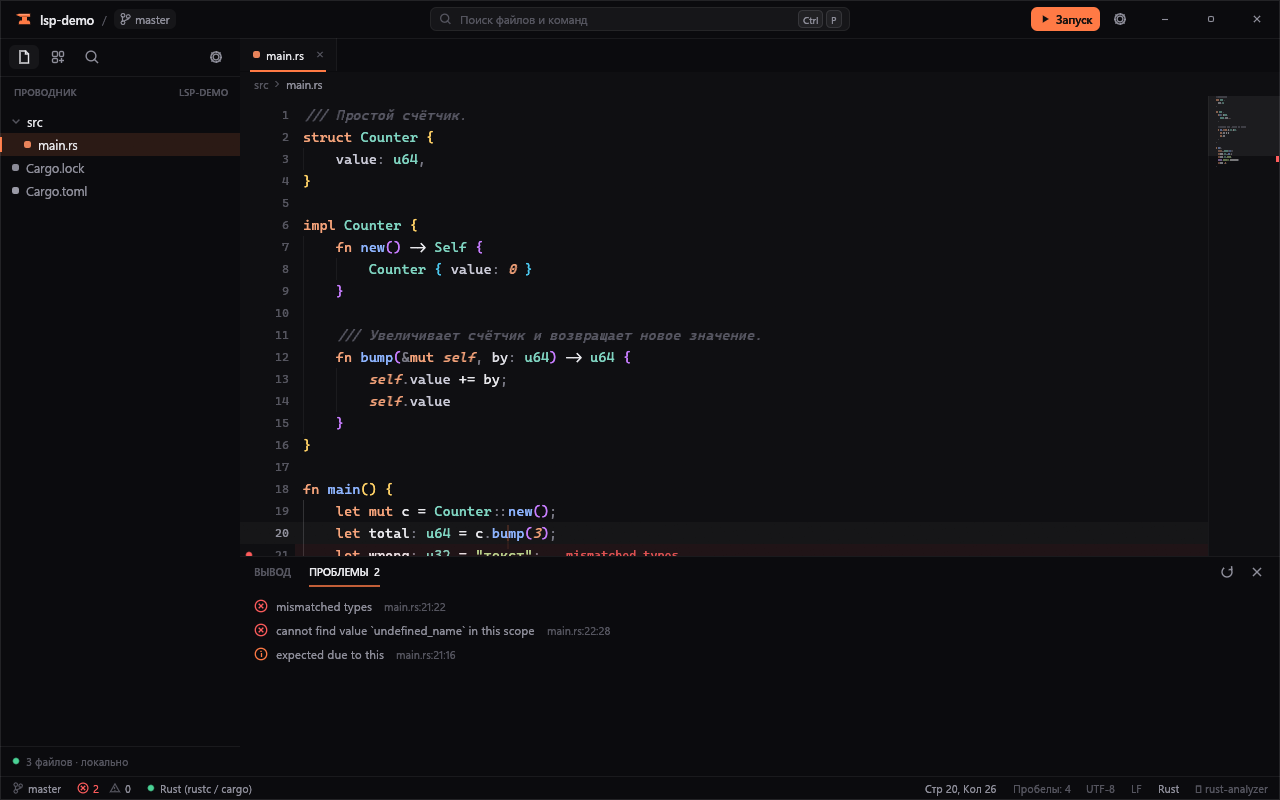 lsp-demo / master
Поиск файлов и команд Ctrl P
Запуск
ПРОВОДНИК LSP-DEMO
src
main.rs
Cargo.lock
Cargo.toml
3 файлов · локально
main.rs
src > main.rs
1 /// Простой счётчик.
2 struct Counter {
3 value: u64,
4 }
5
6 impl Counter {
7 fn new() -> Self {
8 Counter { value: 0 }
9 }
10
11 /// Увеличивает счётчик и возвращает новое значение.
12 fn bump(&mut self, by: u64) -> u64 {
13 self.value += by;
14 self.value
15 }
16 }
17
18 fn main() {
19 let mut c = Counter::new();
20 let total: u64 = c.bump(3);
21 let wrong: u32 = "текст"; mismatched types
ВЫВОД ПРОБЛЕМЫ 2
mismatched types main.rs:21:22
cannot find value `undefined_name` in this scope main.rs:22:28
expected due to this main.rs:21:16
master 2 0 Rust (rustc / cargo) Стр 20, Кол 26 Пробелы: 4 UTF-8 LF Rust rust-analyzer